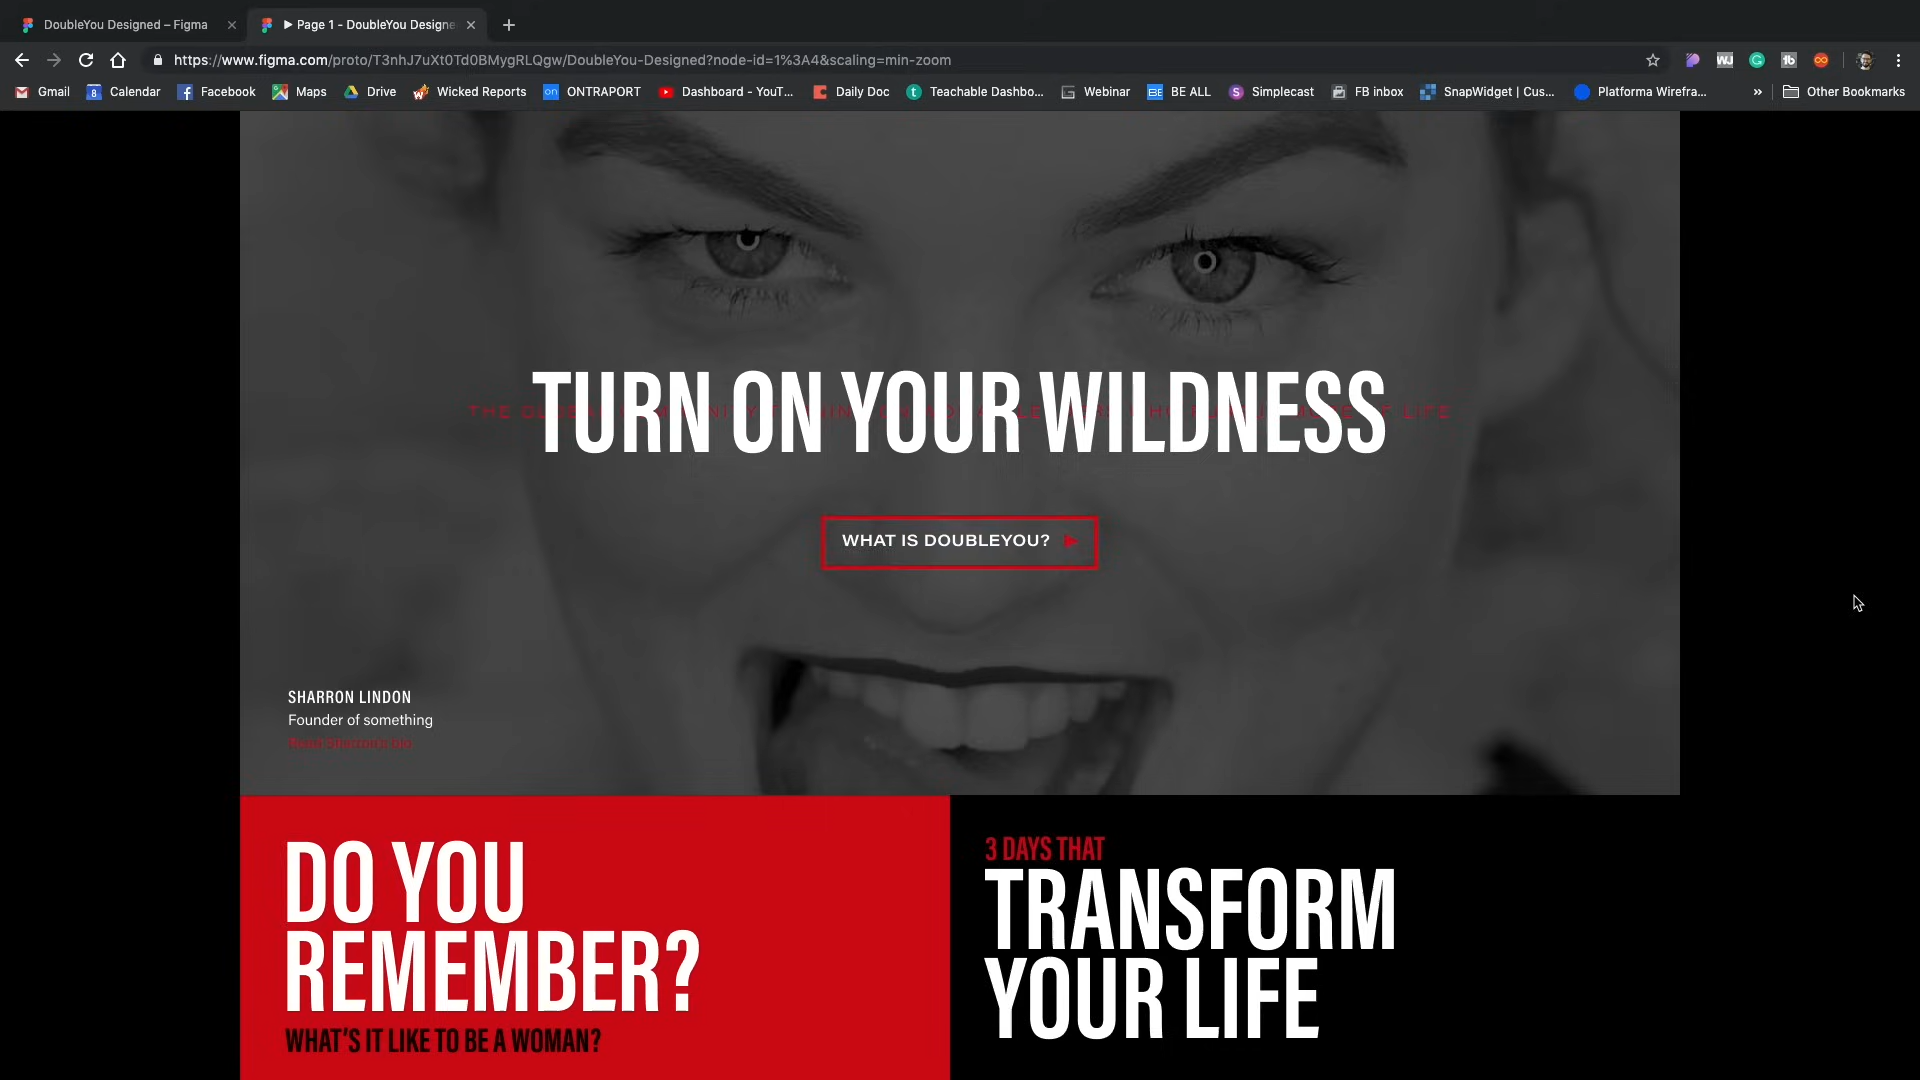 DoubleYou Designed – Figma
Page 1 - DoubleYou Designe
https://www.figma.com/proto/T3nhJ7uXt0Td0BMygRLQgw/DoubleYou-Designed?node-id=1%3A4&scaling=min-zoom
Gmail Calendar Facebook Maps Drive Wicked Reports ONTRAPORT Dashboard - YouT... Daily Doc Teachable Dashbo... Webinar BE ALL Simplecast FB inbox SnapWidget | Cus... Platforma Wirefra... » Other Bookmarks
TURN ON YOUR WILDNESS
WHAT IS DOUBLEYOU?
SHARRON LINDON
Founder of something
Read Sharron's bio
DO YOU
REMEMBER?
WHAT'S IT LIKE TO BE A WOMAN?
3 DAYS THAT
TRANSFORM
YOUR LIFE